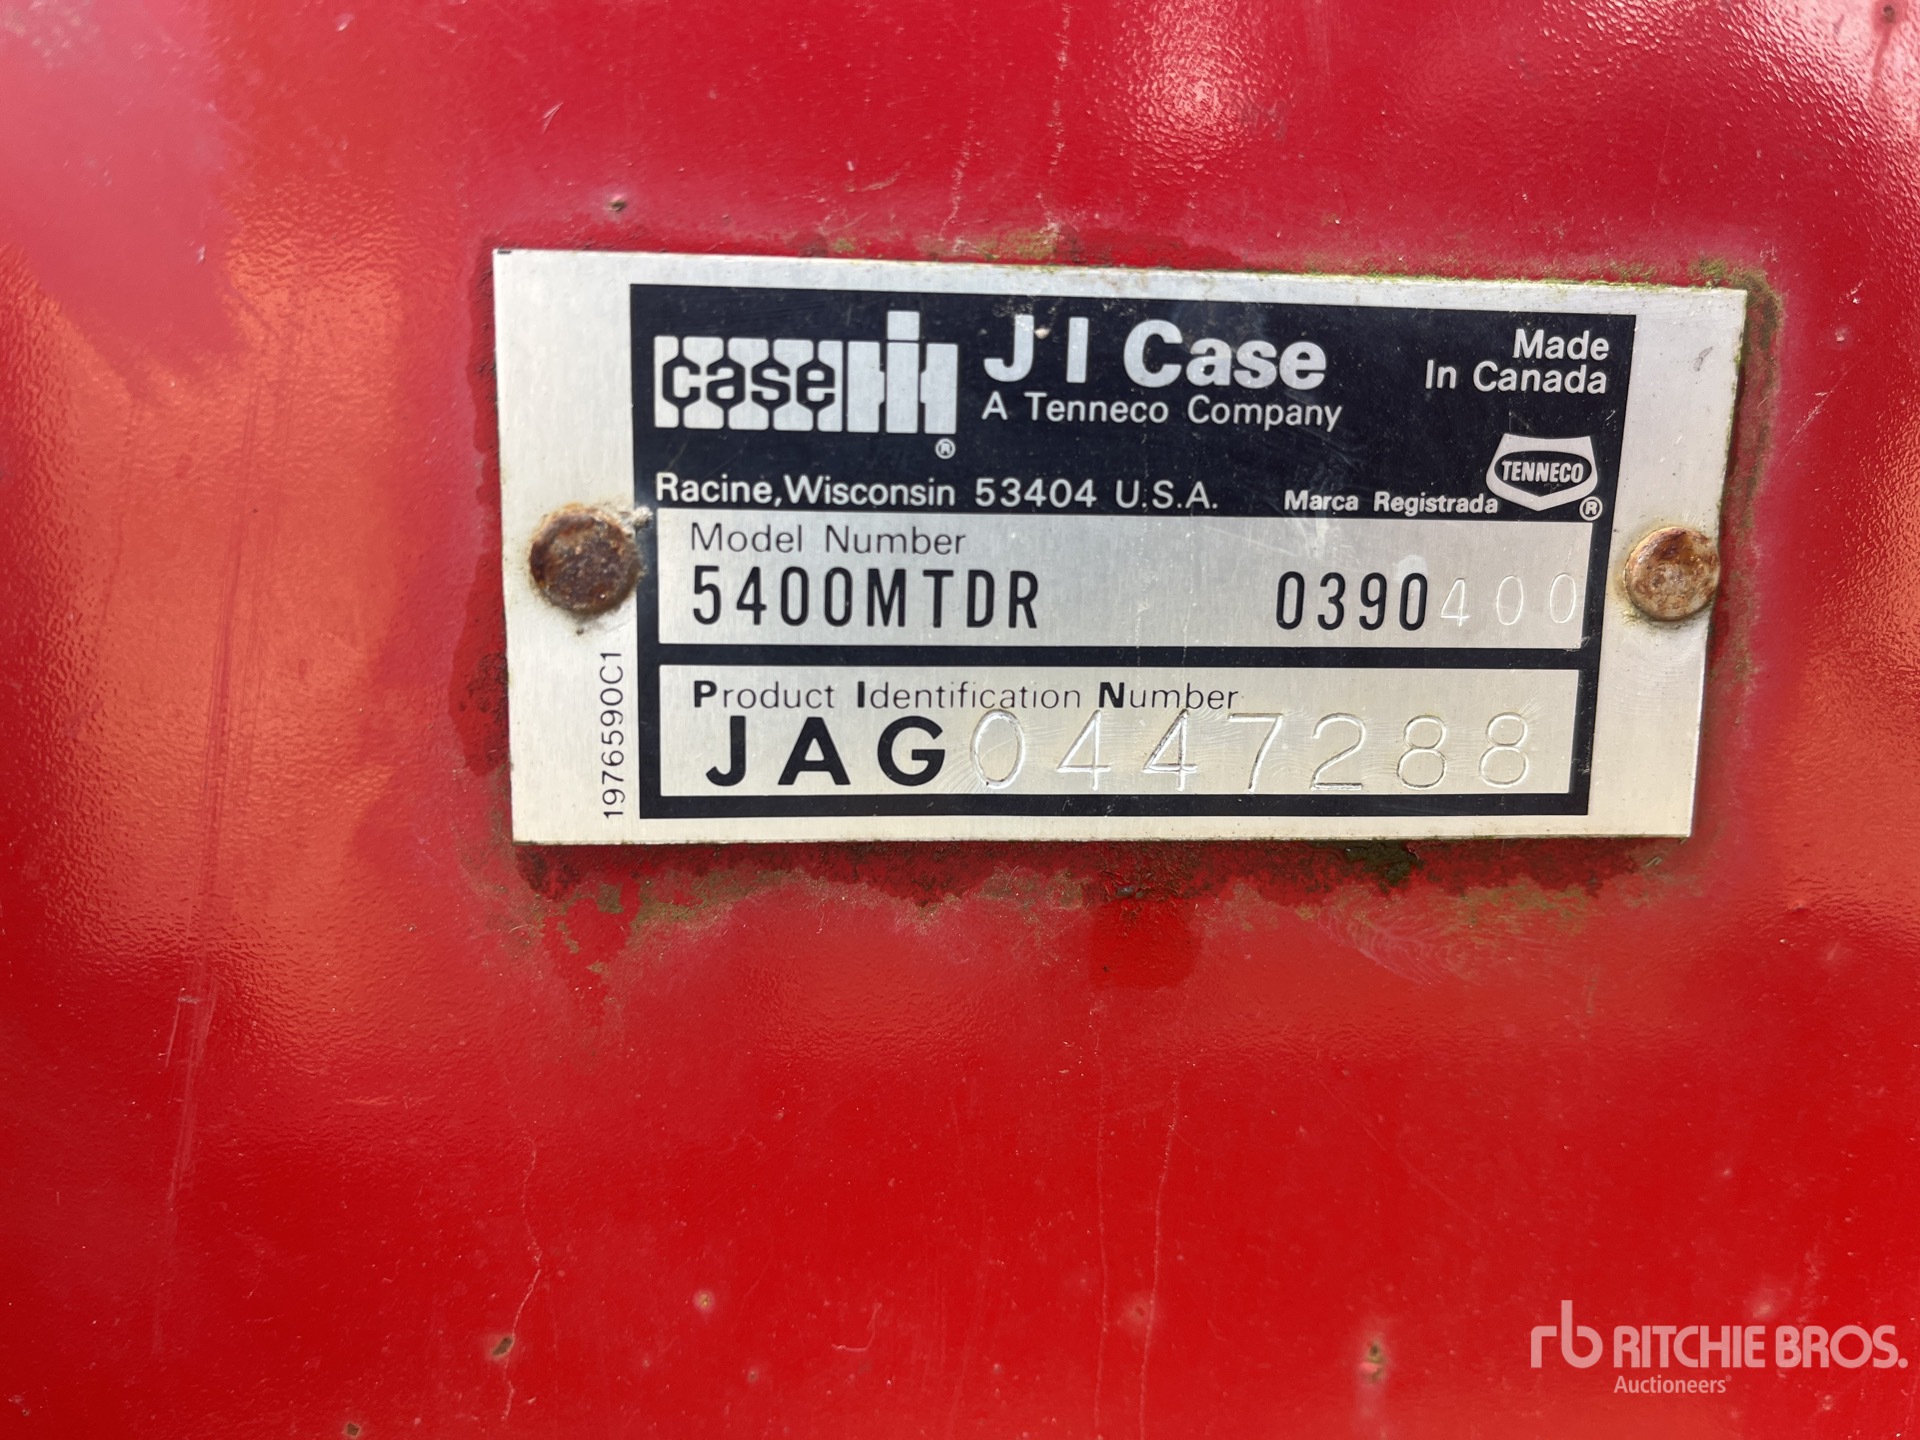 case IH ®
J I Case
A Tenneco Company
Made
In Canada
Racine, Wisconsin 53404 U.S.A.
Marca Registrada
TENNECO ®
Model Number
5400MTDR 0390400
Product Identification Number
JAG0447288
1976590C1
rb RITCHIE BROS.
Auctioneers